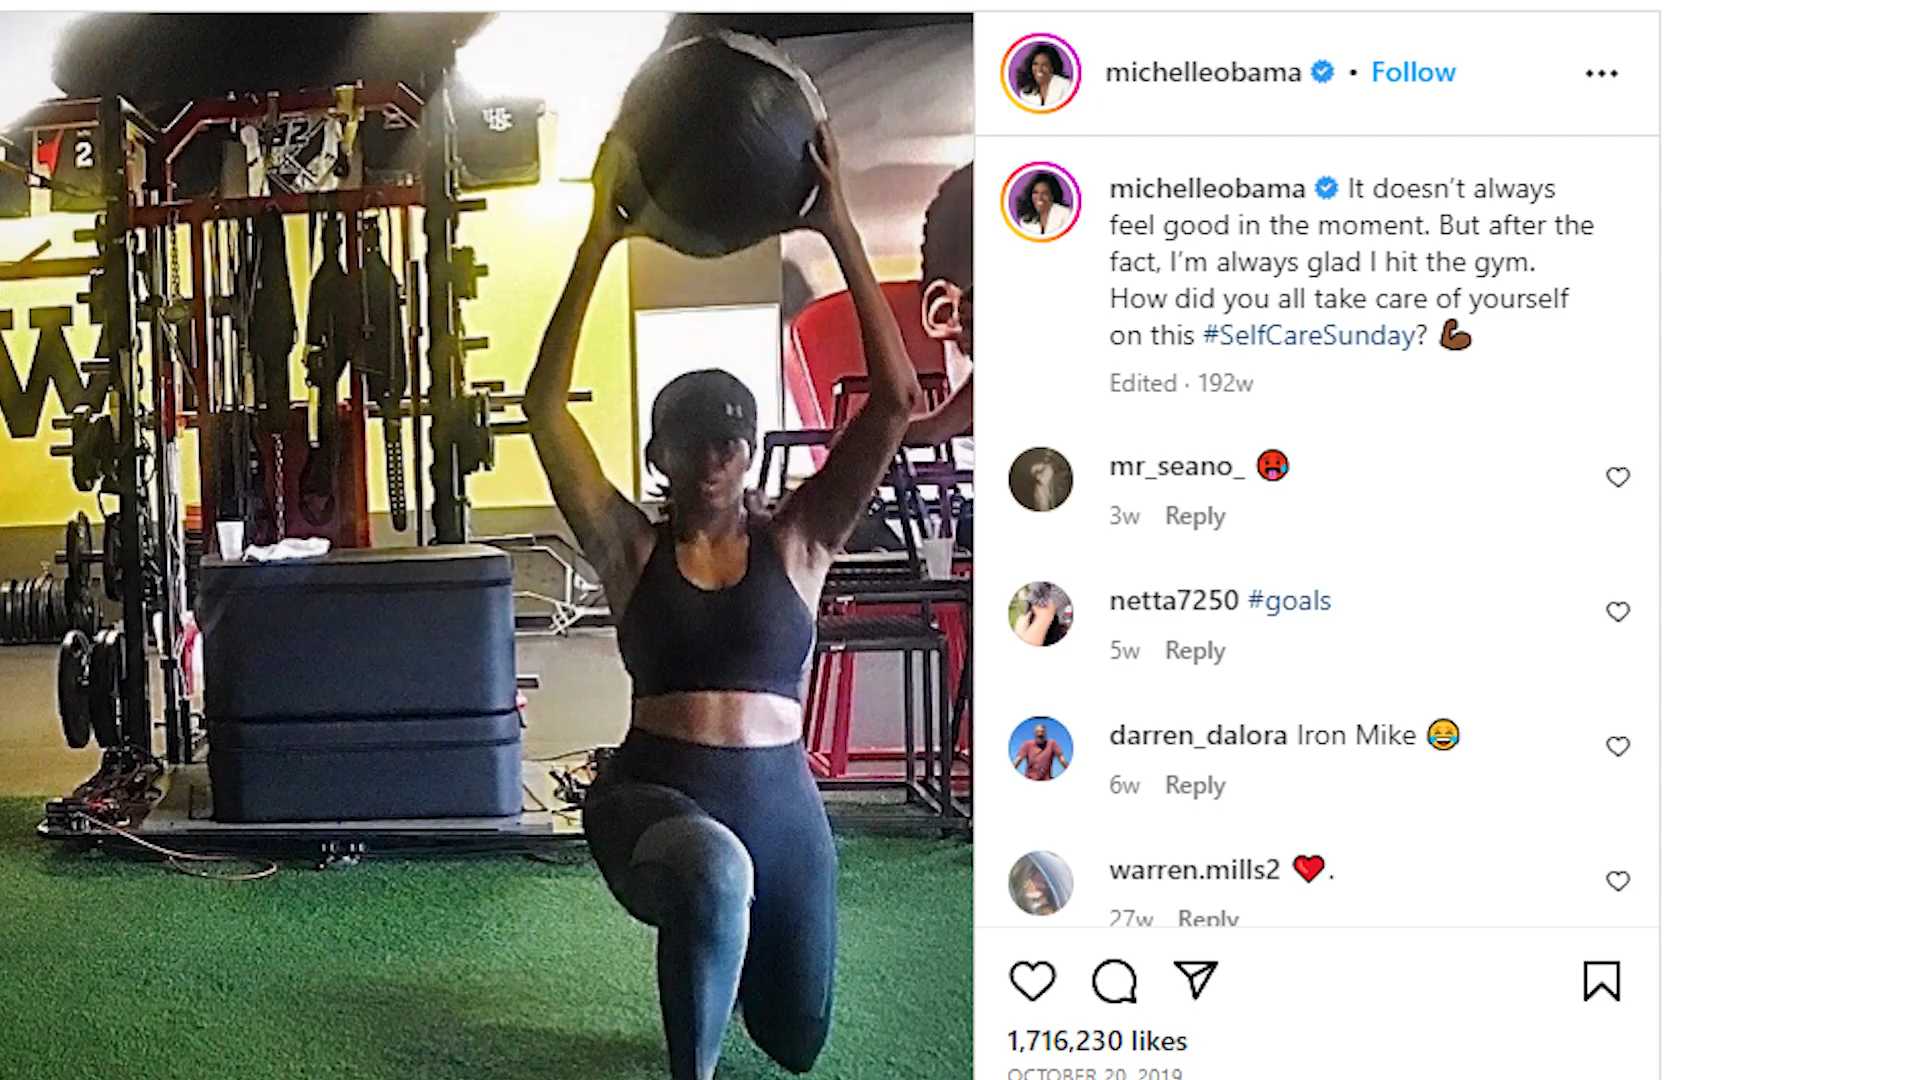 2
32
W
michelleobama • Follow
michelleobama It doesn’t always
feel good in the moment. But after the
fact, I’m always glad I hit the gym.
How did you all take care of yourself
on this #SelfCareSunday? 💪🏾
Edited · 192w
mr_seano_ 🥵
3w Reply
netta7250 #goals
5w Reply
darren_dalora Iron Mike 😂
6w Reply
warren.mills2 ❤️.
27w Reply
1,716,230 likes
OCTOBER 20, 2019